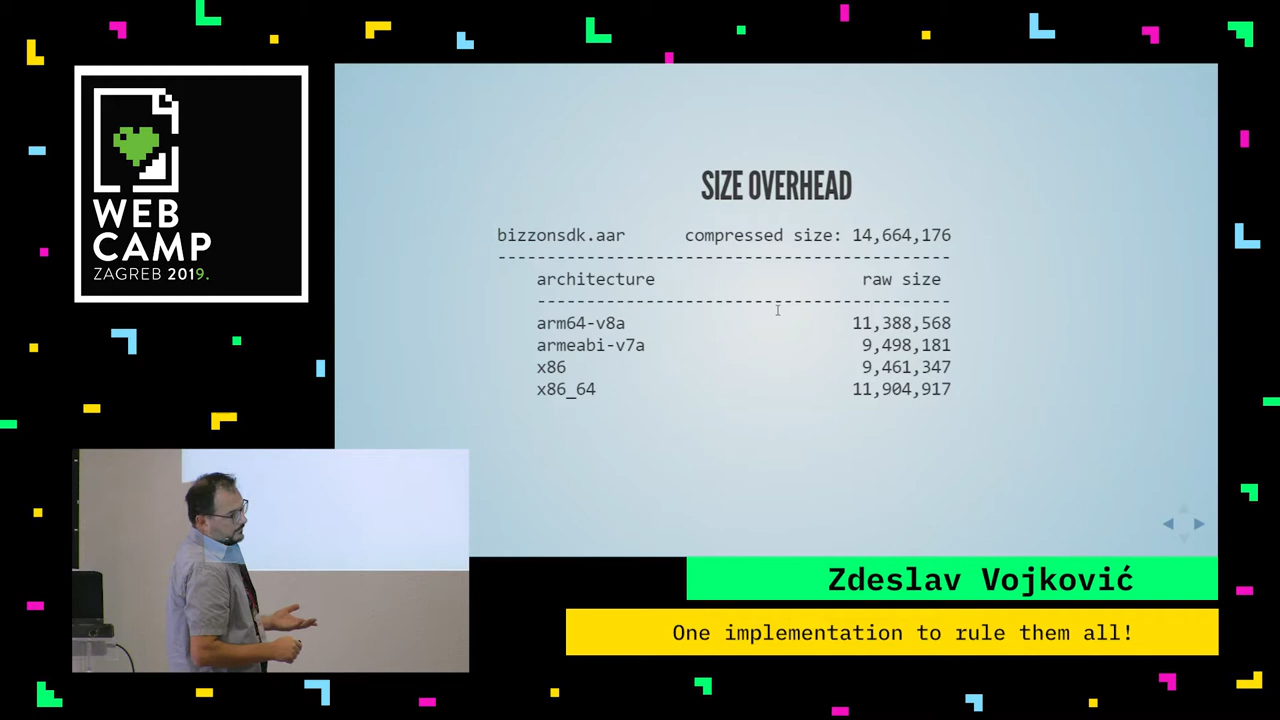 WEB
CAMP
ZAGREB 2019.
SIZE OVERHEAD
bizzonsdk.aar compressed size: 14,664,176
----------------------------------------------
architecture raw size
------------------------------------------
arm64-v8a 11,388,568
armeabi-v7a 9,498,181
x86 9,461,347
x86_64 11,904,917
Zdeslav Vojković
One implementation to rule them all!